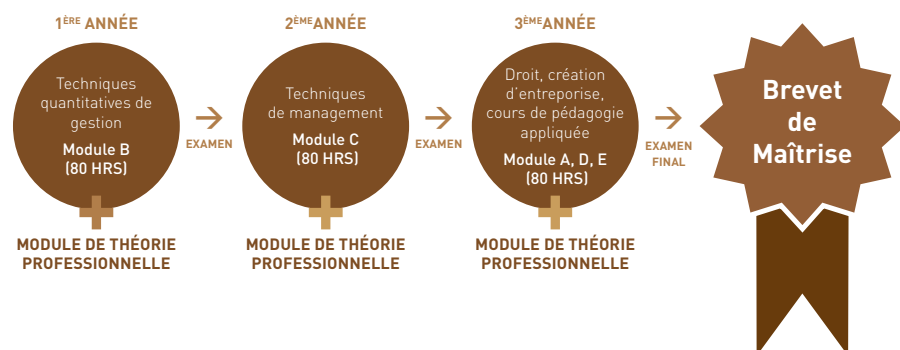 1ÈRE ANNÉE
Techniques
quantitatives de
gestion
Module B
(80 HRS)
MODULE DE THÉORIE
PROFESSIONNELLE
EXAMEN
2ÈME ANNÉE
Techniques
de management
Module C
(80 HRS)
MODULE DE THÉORIE
PROFESSIONNELLE
EXAMEN
3ÈME ANNÉE
Droit, création
d'entreporise,
cours de pédagogie
appliquée
Module A, D, E
(80 HRS)
MODULE DE THÉORIE
PROFESSIONNELLE
EXAMEN
FINAL
Brevet
de
Maîtrise